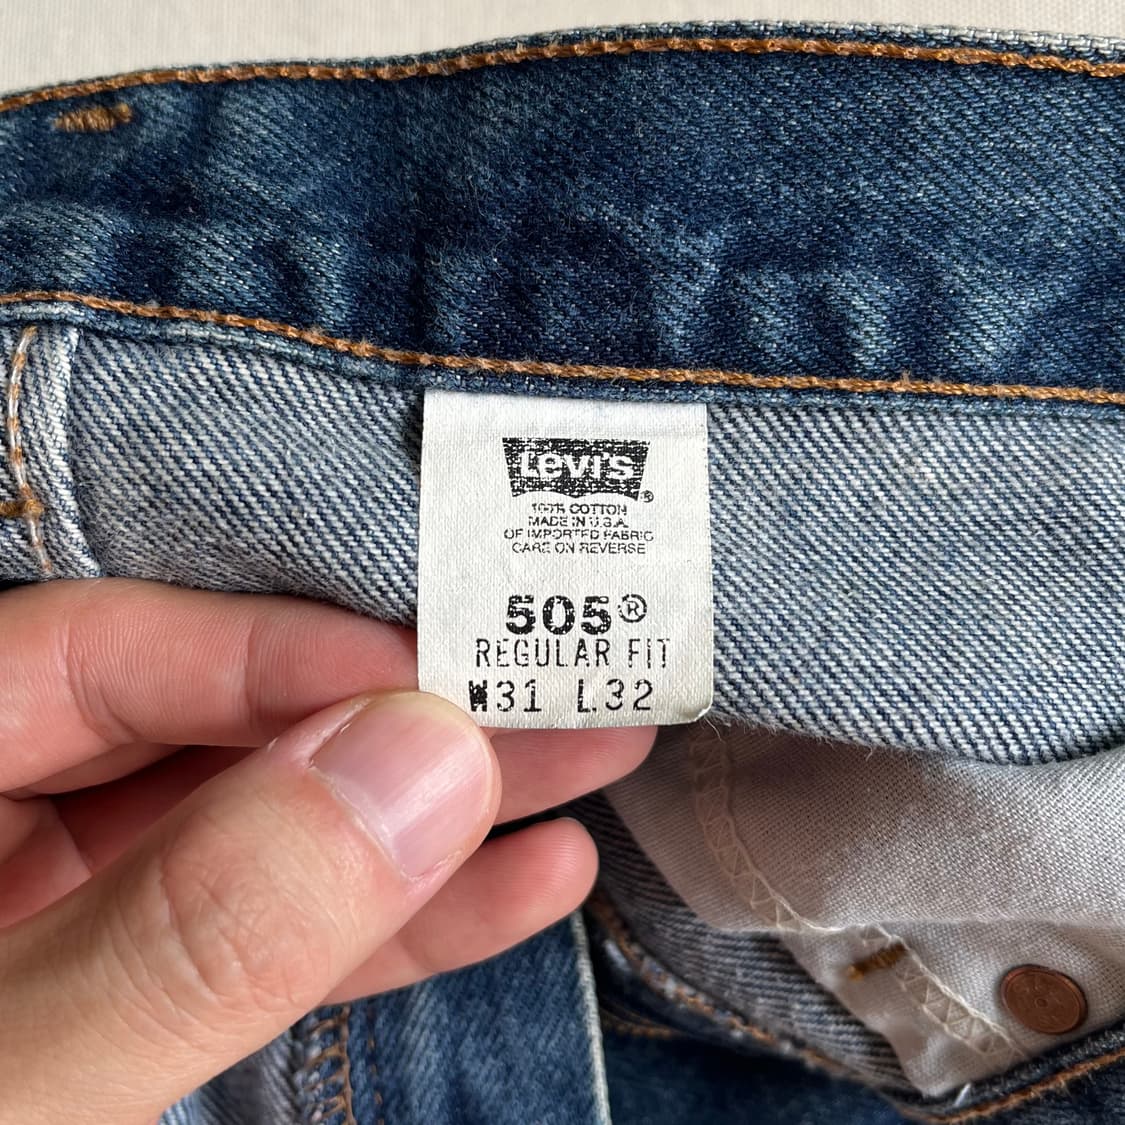 Levi's®
100% COTTON
MADE IN U.S.A.
OF IMPORTED FABRIC
CARE ON REVERSE
505®
REGULAR FIT
W31 L32